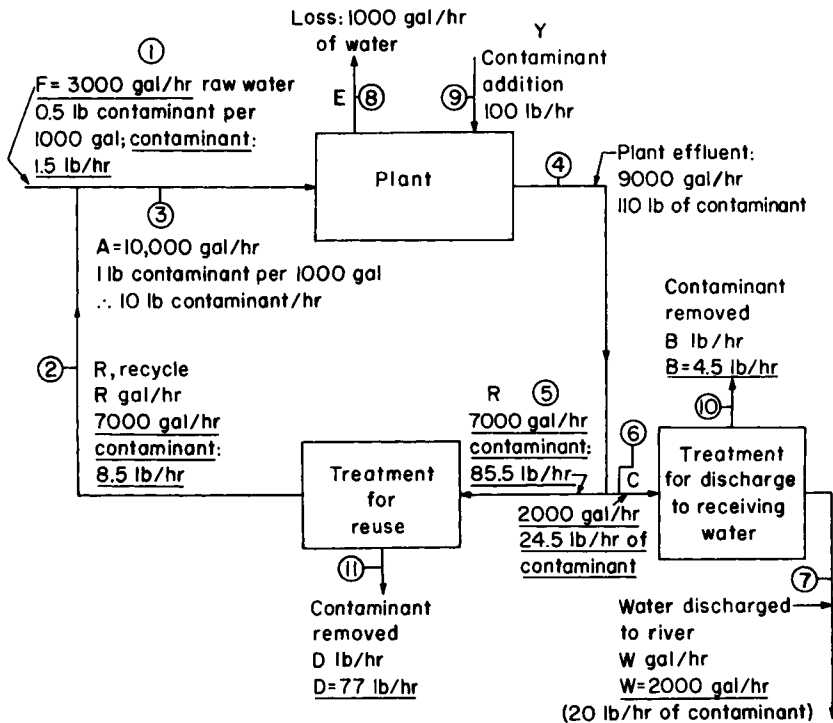 ①
F = 3000 gal/hr raw water
0.5 lb contaminant per
1000 gal; contaminant:
1.5 lb/hr
Loss: 1000 gal/hr
of water
E
⑧
Y
Contaminant
addition
100 lb/hr
⑨
Plant
④
Plant effluent:
9000 gal/hr
110 lb of contaminant
③
A = 10,000 gal/hr
1 lb contaminant per 1000 gal
∴ 10 lb contaminant/hr
②
R, recycle
R gal/hr
7000 gal/hr
contaminant:
8.5 lb/hr
Treatment
for
reuse
⑪
Contaminant
removed
D lb/hr
D = 77 lb/hr
R
⑤
7000 gal/hr
contaminant:
85.5 lb/hr
⑥
C
2000 gal/hr
24.5 lb/hr of
contaminant
Contaminant
removed
B lb/hr
B = 4.5 lb/hr
⑩
Treatment
for discharge
to receiving
water
⑦
Water discharged
to river
W gal/hr
W = 2000 gal/hr
(20 lb/hr of contaminant)